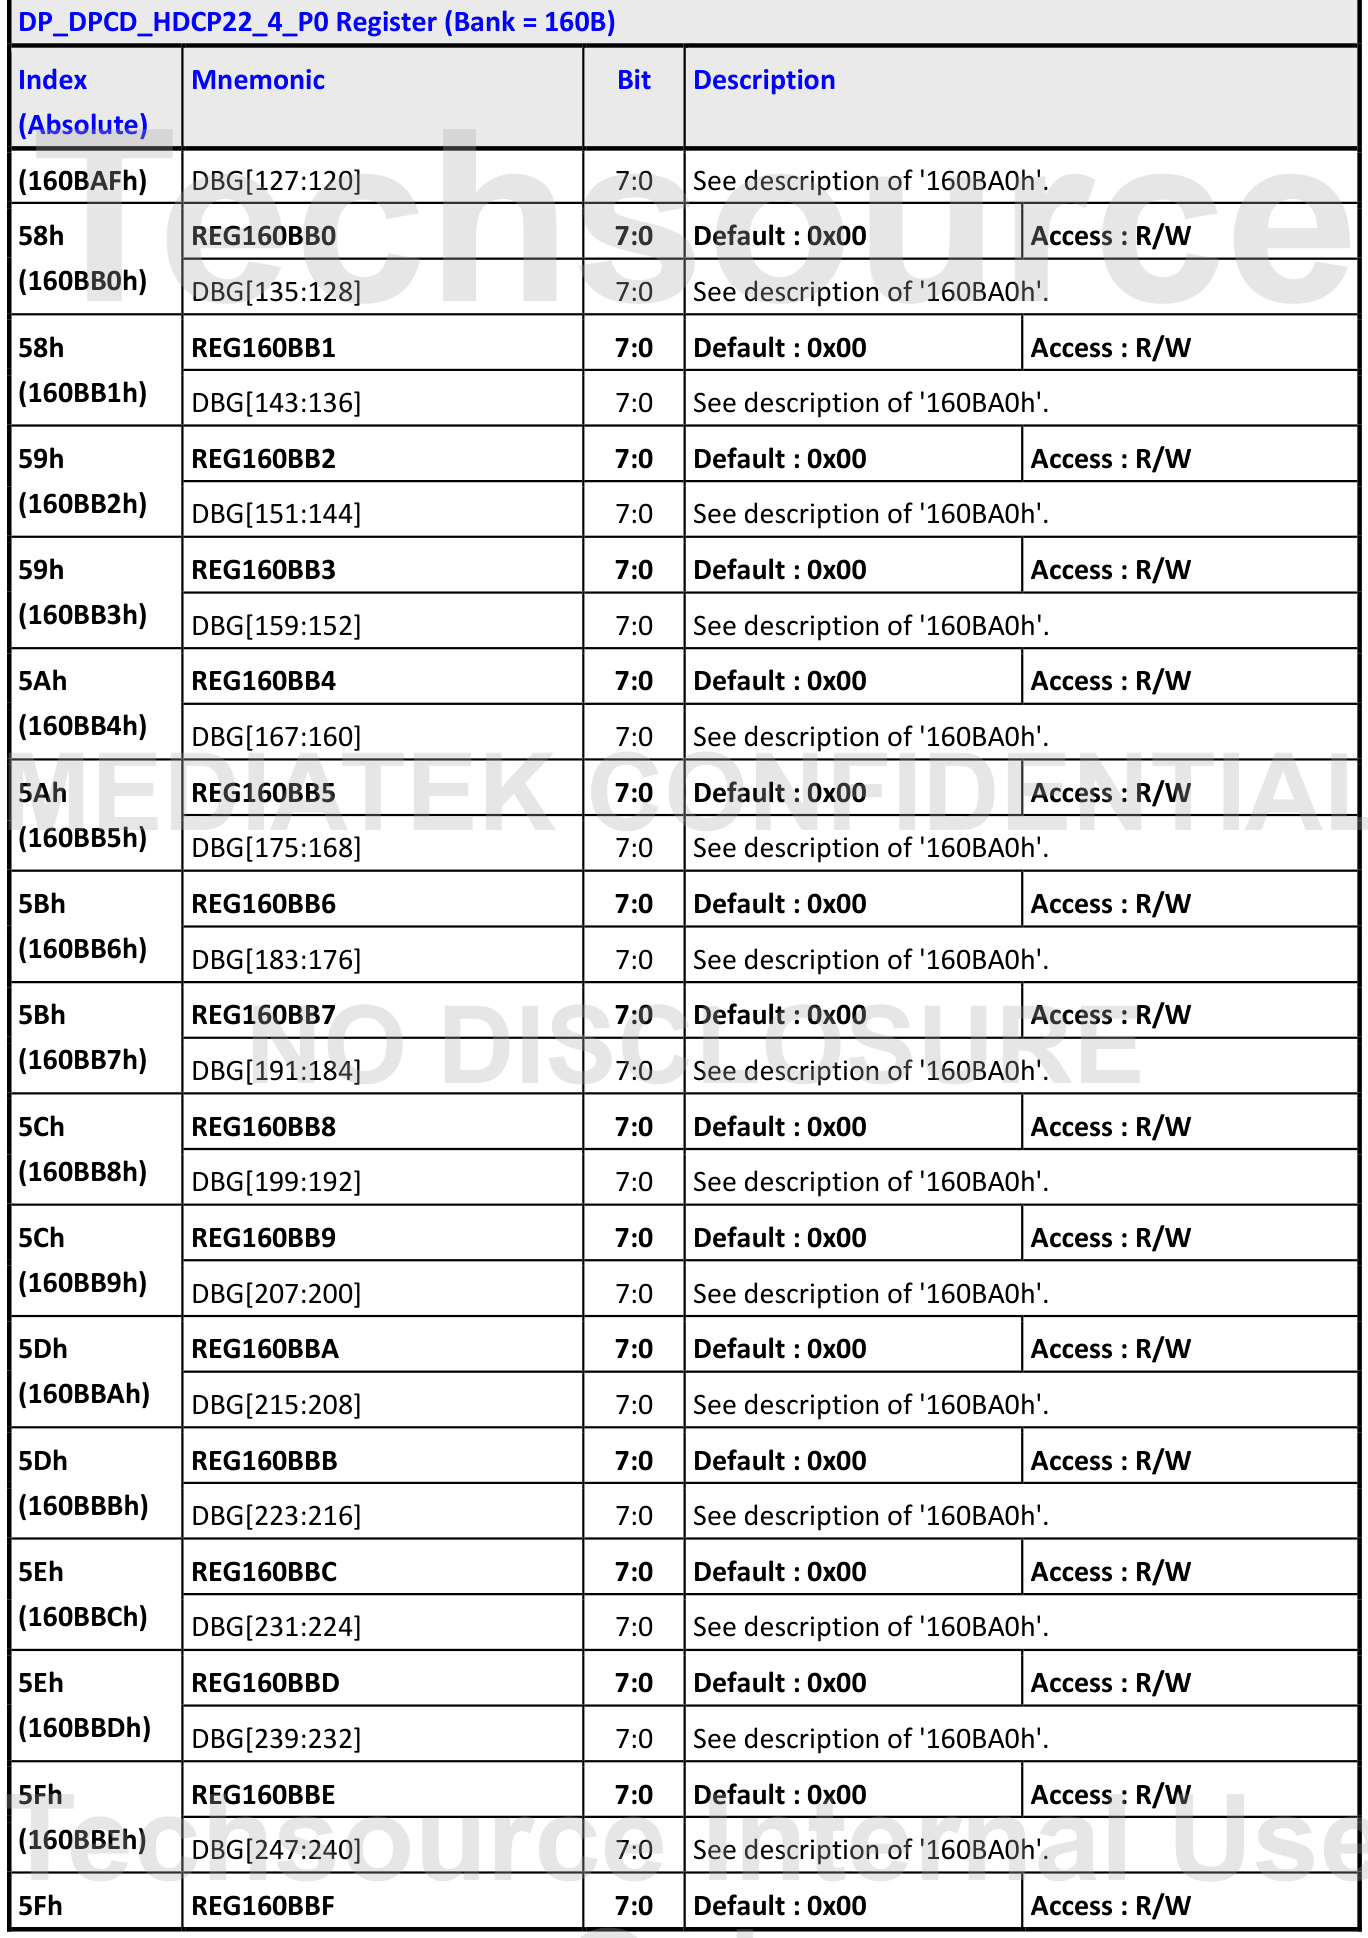 DP_DPCD_HDCP22_4_P0 Register (Bank = 160B)
Index Mnemonic Bit Description
(Absolute)
(160BAFh) DBG[127:120] 7:0 See description of '160BA0h'.
58h REG160BB0 7:0 Default : 0x00 Access : R/W
(160BB0h) DBG[135:128] 7:0 See description of '160BA0h'.
Techsource
58h REG160BB1 7:0 Default : 0x00 Access : R/W
(160BB1h) DBG[143:136] 7:0 See description of '160BA0h'.
59h REG160BB2 7:0 Default : 0x00 Access : R/W
(160BB2h) DBG[151:144] 7:0 See description of '160BA0h'.
59h REG160BB3 7:0 Default : 0x00 Access : R/W
(160BB3h) DBG[159:152] 7:0 See description of '160BA0h'.
5Ah REG160BB4 7:0 Default : 0x00 Access : R/W
(160BB4h) DBG[167:160] 7:0 See description of '160BA0h'.
MEDIATEK CONFIDENTIAL
5Ah REG160BB5 7:0 Default : 0x00 Access : R/W
(160BB5h) DBG[175:168] 7:0 See description of '160BA0h'.
5Bh REG160BB6 7:0 Default : 0x00 Access : R/W
(160BB6h) DBG[183:176] 7:0 See description of '160BA0h'.
5Bh REG160BB7 7:0 Default : 0x00 Access : R/W
NO DISCLOSURE
(160BB7h) DBG[191:184] 7:0 See description of '160BA0h'.
5Ch REG160BB8 7:0 Default : 0x00 Access : R/W
(160BB8h) DBG[199:192] 7:0 See description of '160BA0h'.
5Ch REG160BB9 7:0 Default : 0x00 Access : R/W
(160BB9h) DBG[207:200] 7:0 See description of '160BA0h'.
5Dh REG160BBA 7:0 Default : 0x00 Access : R/W
(160BBAh) DBG[215:208] 7:0 See description of '160BA0h'.
5Dh REG160BBB 7:0 Default : 0x00 Access : R/W
(160BBBh) DBG[223:216] 7:0 See description of '160BA0h'.
5Eh REG160BBC 7:0 Default : 0x00 Access : R/W
(160BBCh) DBG[231:224] 7:0 See description of '160BA0h'.
5Eh REG160BBD 7:0 Default : 0x00 Access : R/W
(160BBDh) DBG[239:232] 7:0 See description of '160BA0h'.
5Fh REG160BBE 7:0 Default : 0x00 Access : R/W
(160BBEh) DBG[247:240] 7:0 See description of '160BA0h'.
Techsource Internal Use
5Fh REG160BBF 7:0 Default : 0x00 Access : R/W